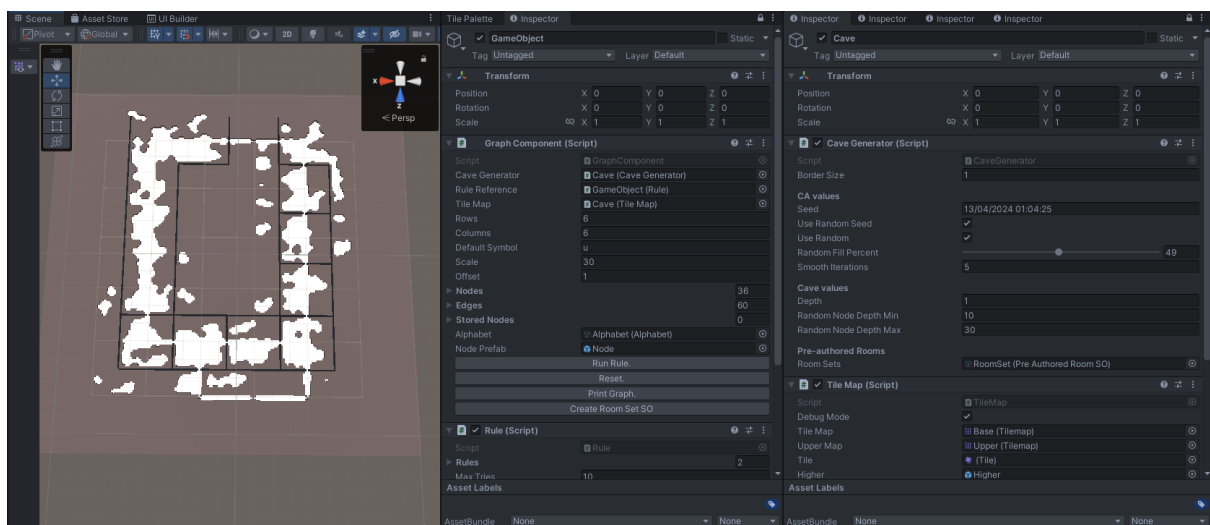 Scene Asset Store UI Builder
Pivot Global 2D
x
z
Persp
Tile Palette Inspector
GameObject Static
Tag Untagged Layer Default
Transform
Position X 0 Y 0 Z 0
Rotation X 0 Y 0 Z 0
Scale X 1 Y 1 Z 1
Graph Component (Script)
Script GraphComponent
Cave Generator Cave (Cave Generator)
Rule Reference GameObject (Rule)
Tile Map Cave (Tile Map)
Rows 6
Columns 6
Default Symbol u
Scale 30
Offset 1
Nodes 36
Edges 60
Stored Nodes 0
Alphabet Alphabet (Alphabet)
Node Prefab Node
Run Rule.
Reset.
Print Graph.
Create Room Set SO
Rule (Script)
Script Rule
Rules 2
Max Tries 10
Asset Labels
AssetBundle None None
Inspector Inspector Inspector Inspector
Cave Static
Tag Untagged Layer Default
Transform
Position X 0 Y 0 Z 0
Rotation X 0 Y 0 Z 0
Scale X 1 Y 1 Z 1
Cave Generator (Script)
Script CaveGenerator
Border Size 1
CA values
Seed 13/04/2024 01:04:25
Use Random Seed
Use Random
Random Fill Percent 49
Smooth Iterations 5
Cave values
Depth 1
Random Node Depth Min 10
Random Node Depth Max 30
Pre-authored Rooms
Room Sets RoomSet (Pre Authored Room SO)
Tile Map (Script)
Script TileMap
Debug Mode
Tile Map Base (Tilemap)
Upper Map Upper (Tilemap)
Tile (Tile)
Higher Higher
Asset Labels
AssetBundle None None